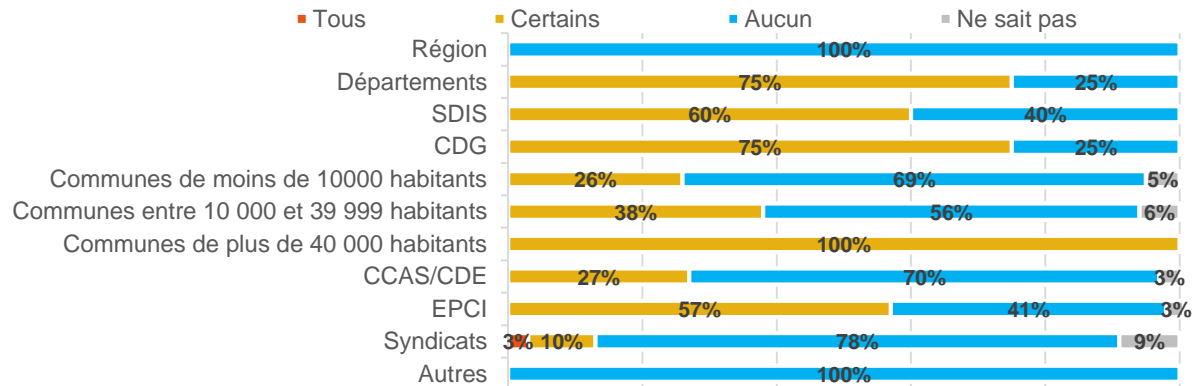 Tous Certains Aucun Ne sait pas
Région 100%
Départements 75% 25%
SDIS 60% 40%
CDG 75% 25%
Communes de moins de 10000 habitants 26% 69% 5%
Communes entre 10 000 et 39 999 habitants 38% 56% 6%
Communes de plus de 40 000 habitants 100%
CCAS/CDE 27% 70% 3%
EPCI 57% 41% 3%
Syndicats 3% 10% 78% 9%
Autres 100%